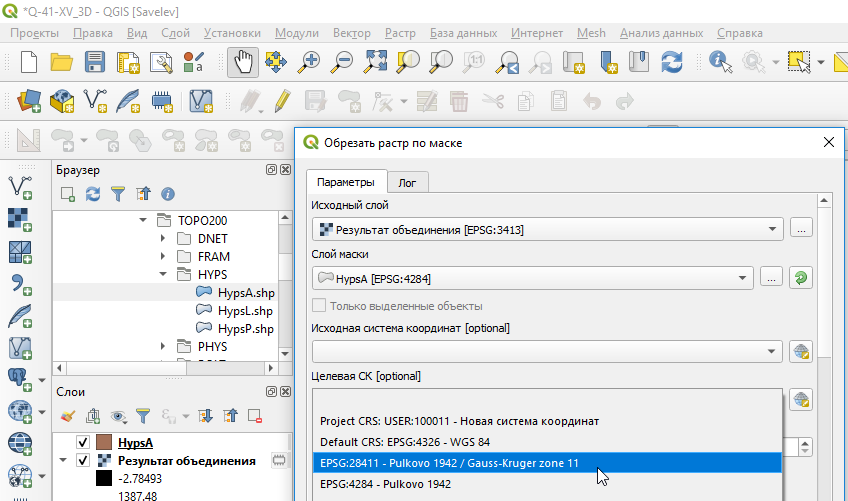 *Q-41-XV_3D - QGIS [Savelev]
Проекты Правка Вид Слой Установки Модули Вектор Растр База данных Интернет Mesh Анализ данных Справка
Обрезать растр по маске
Браузер
Параметры Лог
Исходный слой
TOPO200
Результат объединения [EPSG:3413] ...
DNET
FRAM
Слой маски
HYPS
HypsA [EPSG:4284] ...
HypsA.shp
Только выделенные объекты
HypsL.shp
HypsP.shp
Исходная система координат [optional]
PHYS
Целевая СК [optional]
Слои
Project CRS: USER:100011 - Новая система координат
HypsA
Default CRS: EPSG:4326 - WGS 84
Результат объединения
EPSG:28411 - Pulkovo 1942 / Gauss-Kruger zone 11
-2.78493
EPSG:4284 - Pulkovo 1942
1387.48